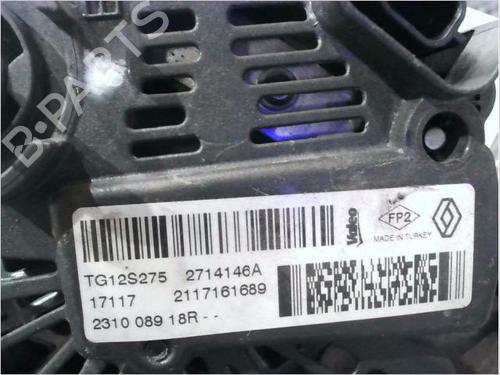 B-PARTS
Valeo
FP2
MADE IN TURKEY
TG12S275 2714146A
17117 2117161689
2310 089 18R - -